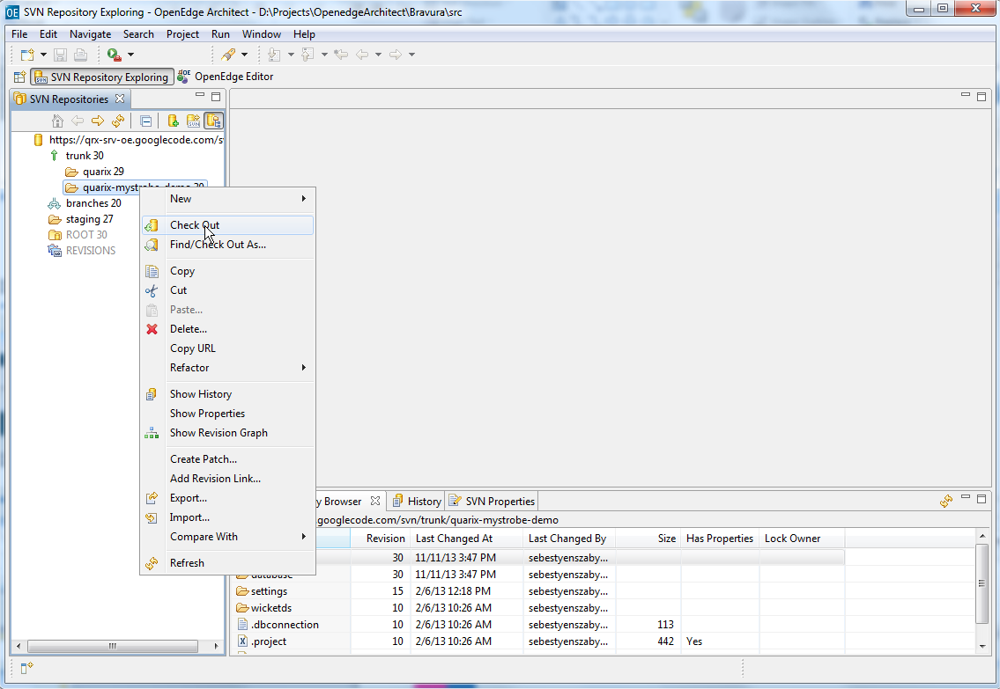 SVN Repository Exploring - OpenEdge Architect - D:\Projects\OpenedgeArchitect\Bravura\src
File Edit Navigate Search Project Run Window Help
SVN Repository Exploring OpenEdge Editor
SVN Repositories
https://qrx-srv-oe.googlecode.com/s
trunk 30
quarix 29
quarix-mystrobe-demo 30
branches 20
staging 27
ROOT 30
REVISIONS
New
Check Out
Find/Check Out As...
Copy
Cut
Paste...
Delete...
Copy URL
Refactor
Show History
Show Properties
Show Revision Graph
Create Patch...
Add Revision Link...
Export...
Import...
Compare With
Refresh
y Browser History SVN Properties
googlecode.com/svn/trunk/quarix-mystrobe-demo
Revision Last Changed At Last Changed By Size Has Properties Lock Owner
30 11/11/13 3:47 PM sebestyenszaby...
database 30 11/11/13 3:47 PM sebestyenszaby...
settings 15 2/6/13 12:18 PM sebestyenszaby...
wicketds 10 2/6/13 10:26 AM sebestyenszaby...
.dbconnection 10 2/6/13 10:26 AM sebestyenszaby... 113
.project 10 2/6/13 10:26 AM sebestyenszaby... 442 Yes